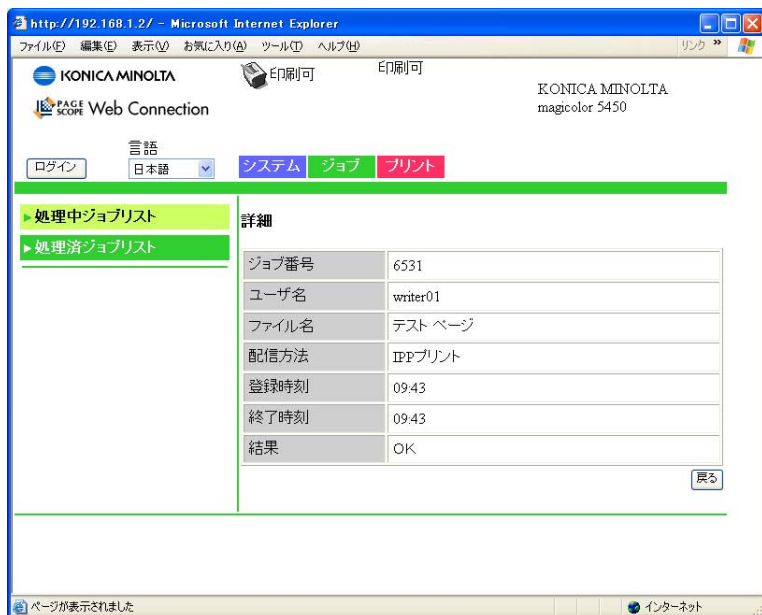 http://192.168.1.2/ - Microsoft Internet Explorer
ファイル(F) 編集(E) 表示(V) お気に入り(A) ツール(T) ヘルプ(H) リンク »
KONICA MINOLTA 印刷可 印刷可
KONICA MINOLTA
PAGE SCOPE Web Connection magicolor 5450
言語
ログイン 日本語 システム ジョブ プリント
処理中ジョブリスト
処理済ジョブリスト
詳細
ジョブ番号 6531
ユーザ名 writer01
ファイル名 テスト ページ
配信方法 IPPプリント
登録時刻 09:43
終了時刻 09:43
結果 OK
戻る
ページが表示されました インターネット